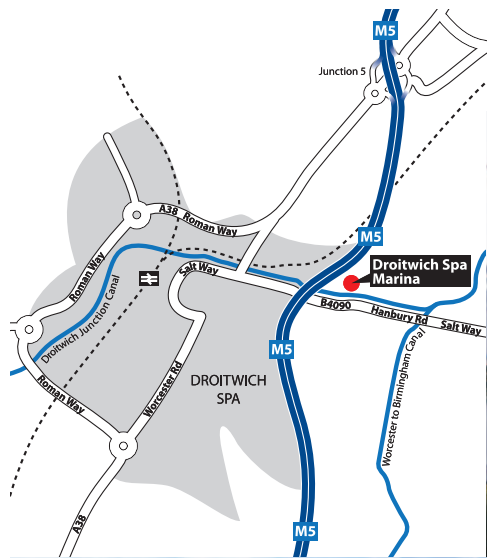 M5
Junction 5
A38 Roman Way
M5
Droitwich Spa
Marina
Roman Way
Salt Way
Droitwich Junction Canal
B4090
Hanbury Rd
Salt Way
M5
Roman Way
Worcester Rd
DROITWICH
SPA
Worcester to Birmingham Canal
A38
M5